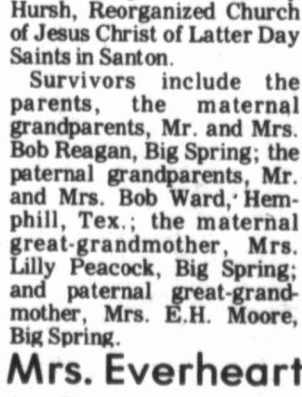 Hursh, Reorganized Church
of Jesus Christ of Latter Day
Saints in Santon.
Survivors include the
parents, the maternal
grandparents, Mr. and Mrs.
Bob Reagan, Big Spring; the
paternal grandparents, Mr.
and Mrs. Bob Ward, Hem-
phill, Tex.; the maternal
great-grandmother, Mrs.
Lilly Peacock, Big Spring;
and paternal great-grand-
mother, Mrs. E.H. Moore,
Big Spring.
Mrs. Everheart